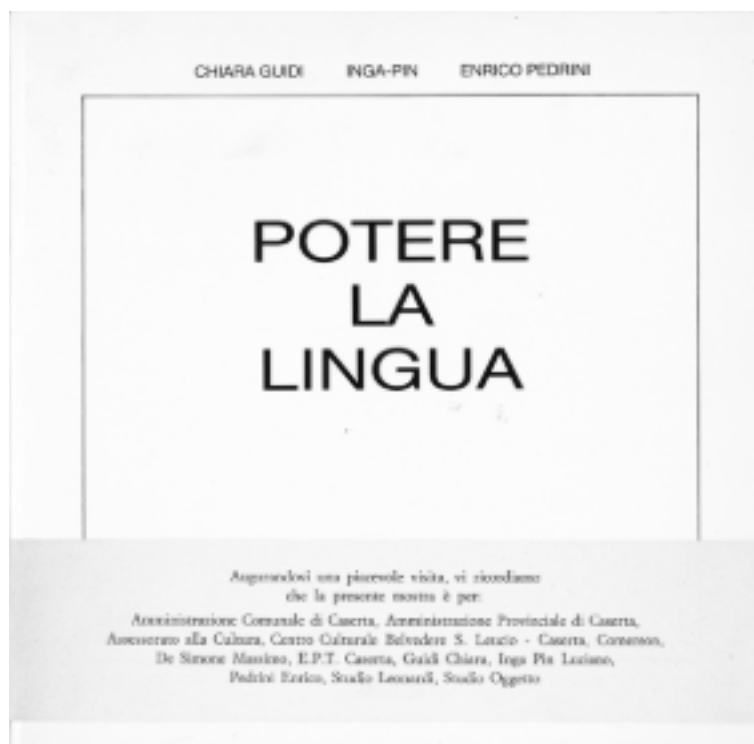 CHIARA GUIDI INGA-PIN ENRICO PEDRINI
POTERE
LA
LINGUA
Augurandovi una piacevole visita, vi ricordiamo
che la presente mostra è per:
Amministrazione Comunale di Caserta, Amministrazione Provinciale di Caserta,
Assessorato alla Cultura, Centro Culturale Belvedere S. Leucio - Caserta,
De Simone Massimo, E.P.T. Caserta, Guidi Chiara, Inga Pin Luciano,
Pedrini Enrico, Studio Leonardi, Studio Oggetto